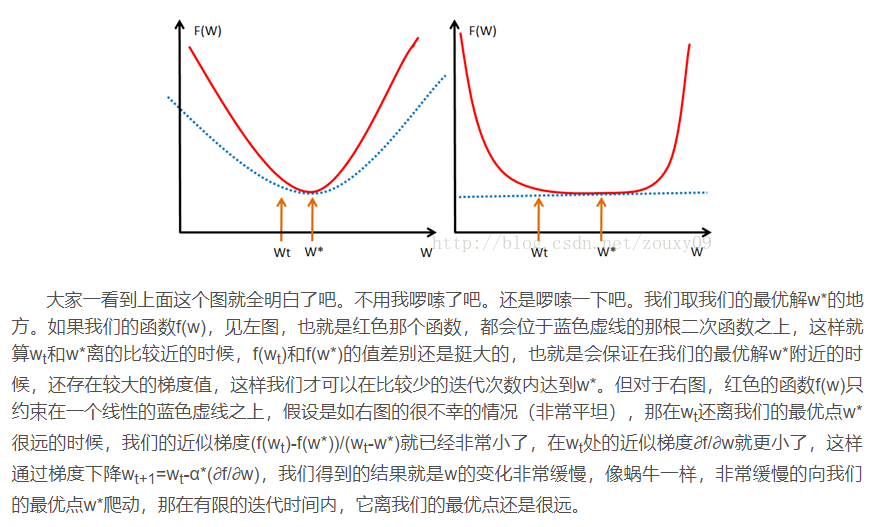 F(W)
F(W)
Wt W* W
Wt W* W
http://blog.csdn.net/zouxy09
大家一看到上面这个图就全明白了吧。不用我啰嗦了吧。还是啰嗦一下吧。我们取我们的最优解w*的地
方。如果我们的函数f(w)，见左图，也就是红色那个函数，都会位于蓝色虚线的那根二次函数之上，这样就
算wt和w*离的比较近的时候，f(wt)和f(w*)的值差别还是挺大的，也就是会保证在我们的最优解w*附近的时
候，还存在较大的梯度值，这样我们才可以在比较少的迭代次数内达到w*。但对于右图，红色的函数f(w)只
约束在一个线性的蓝色虚线之上，假设是如右图的很不幸的情况（非常平坦），那在wt还离我们的最优点w*
很远的时候，我们的近似梯度(f(wt)-f(w*))/(wt-w*)就已经非常小了，在wt处的近似梯度∂f/∂w就更小了，这样
通过梯度下降wt+1=wt-α*(∂f/∂w)，我们得到的结果就是w的变化非常缓慢，像蜗牛一样，非常缓慢的向我们
的最优点w*爬动，那在有限的迭代时间内，它离我们的最优点还是很远。